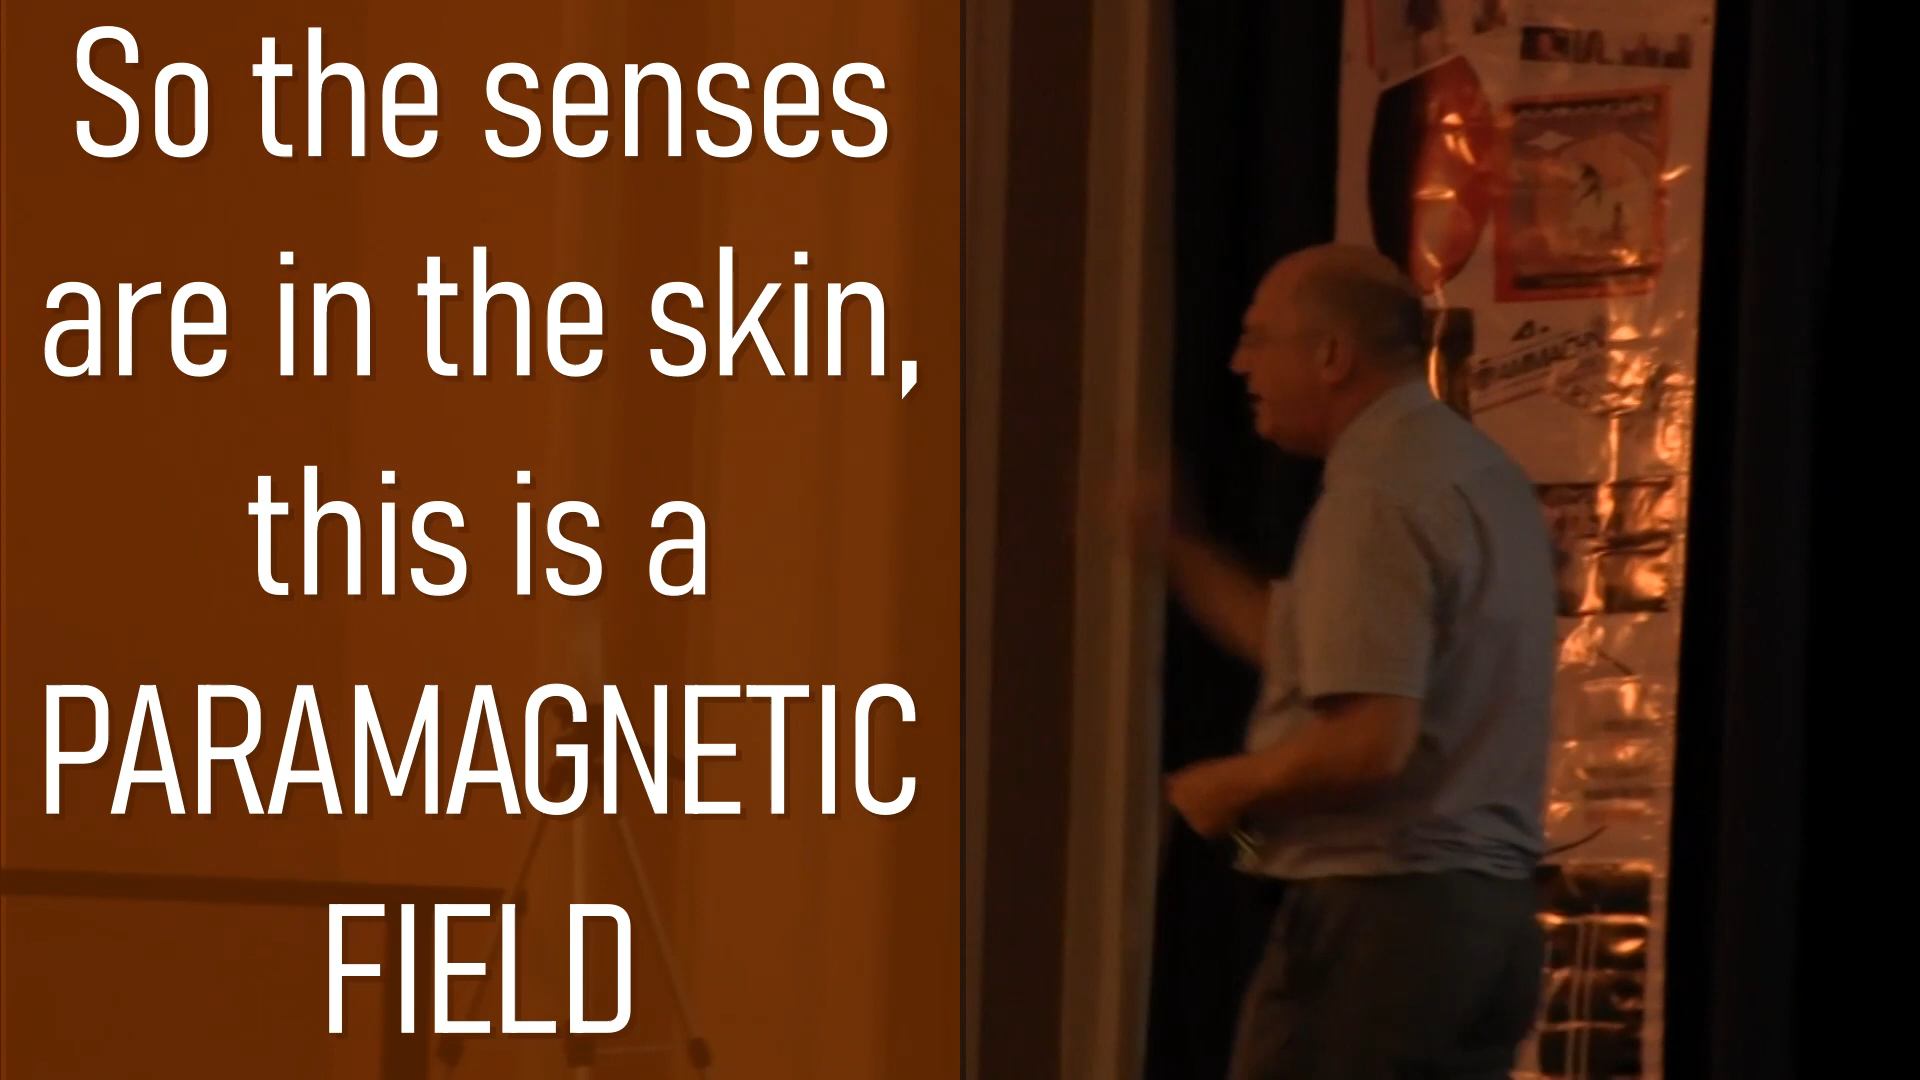 So the senses
are in the skin,
this is a
PARAMAGNETIC
FIELD